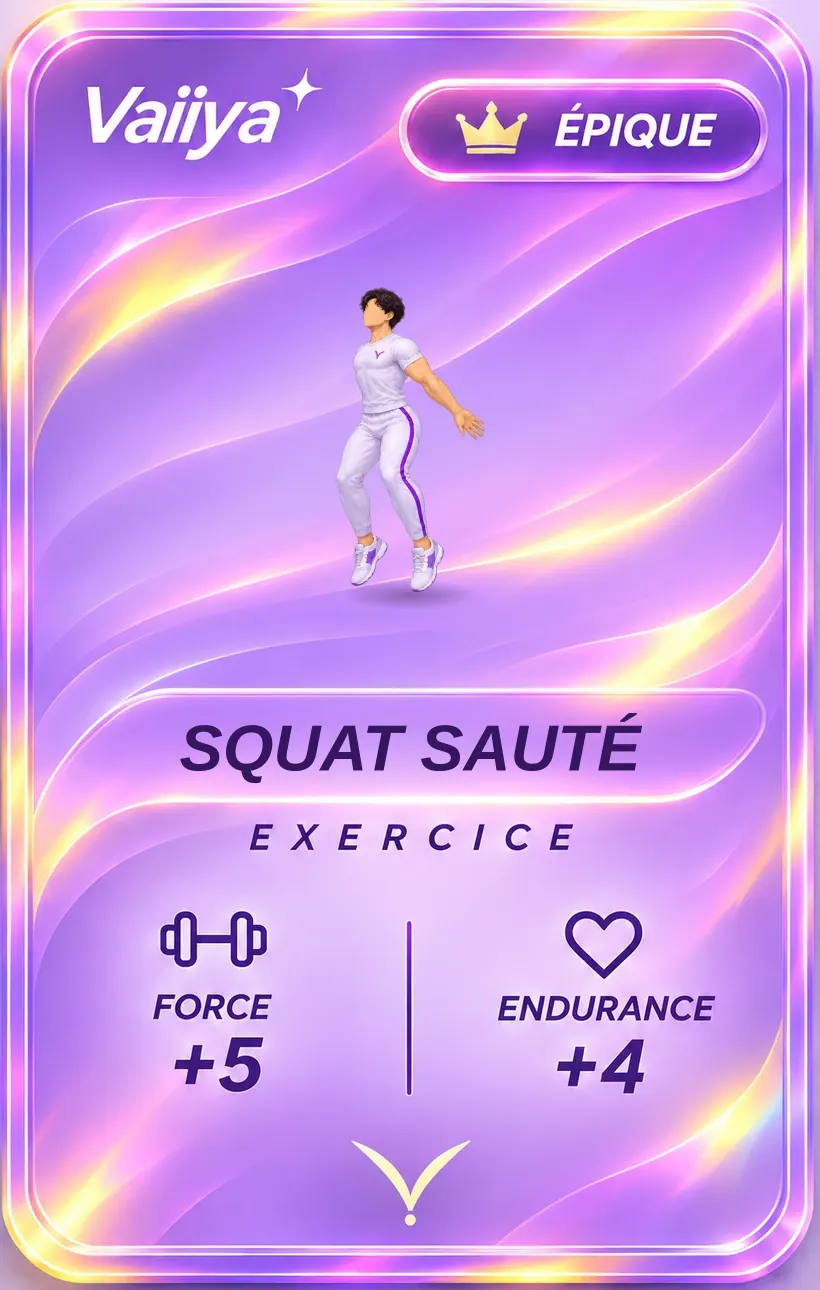 Vaiiya
ÉPIQUE
SQUAT SAUTÉ
EXERCICE
FORCE
+5
ENDURANCE
+4